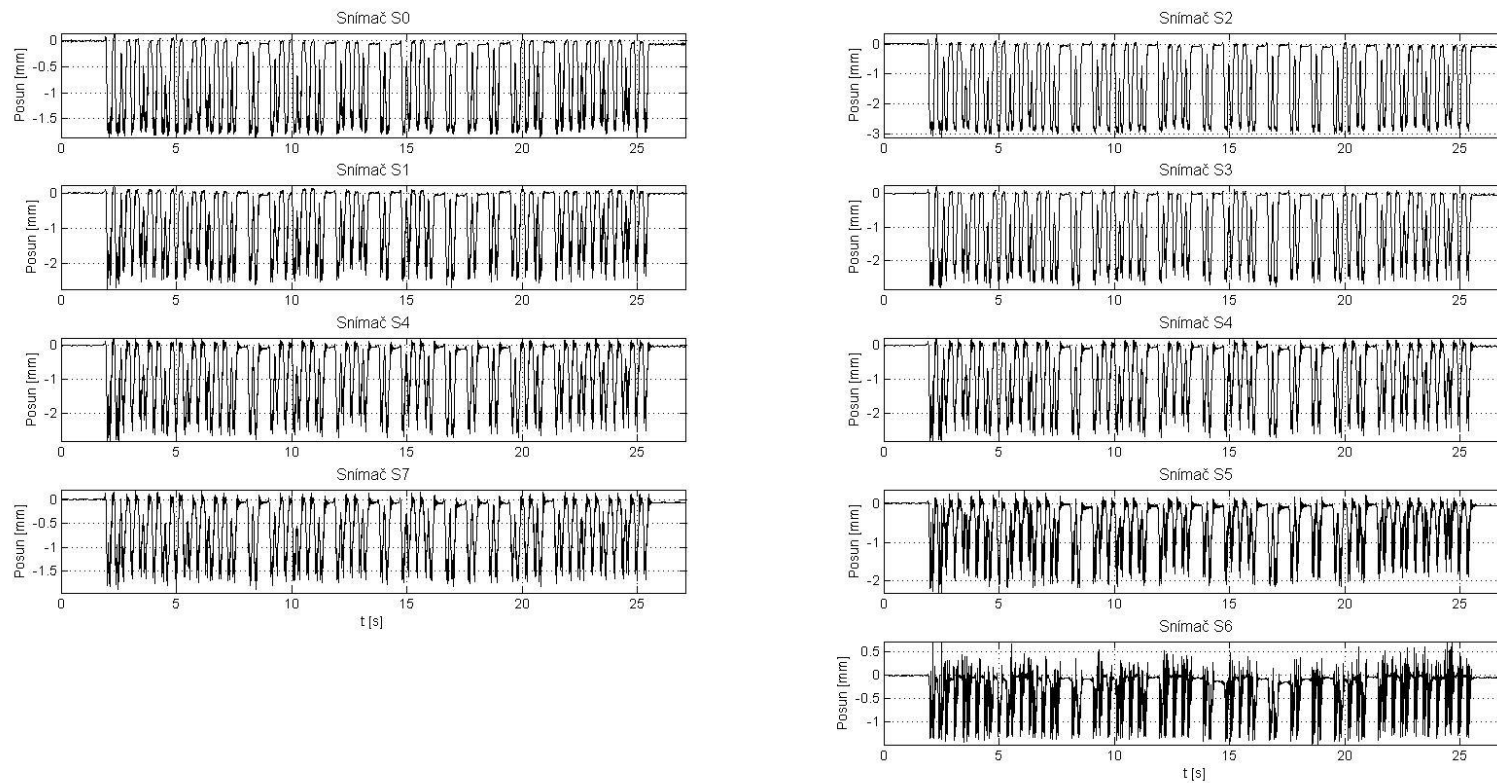 Snímač S0
Posun [mm]
0
-0.5
-1
-1.5
0 5 10 15 20 25
Snímač S1
Posun [mm]
0
-1
-2
0 5 10 15 20 25
Snímač S4
Posun [mm]
0
-1
-2
0 5 10 15 20 25
Snímač S7
Posun [mm]
0
-0.5
-1
-1.5
0 5 10 15 20 25
t [s]
Snímač S2
Posun [mm]
0
-1
-2
-3
0 5 10 15 20 25
Snímač S3
Posun [mm]
0
-1
-2
0 5 10 15 20 25
Snímač S4
Posun [mm]
0
-1
-2
0 5 10 15 20 25
Snímač S5
Posun [mm]
0
-1
-2
0 5 10 15 20 25
Snímač S6
Posun [mm]
0.5
0
-0.5
-1
0 5 10 15 20 25
t [s]